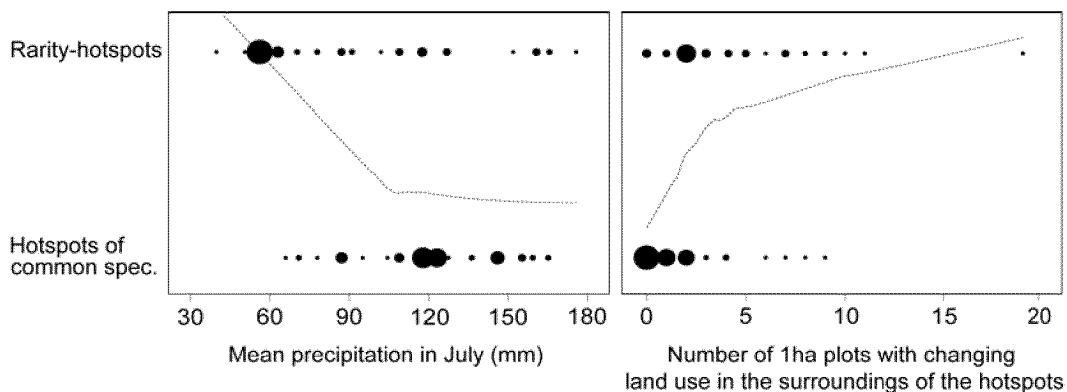 Rarity-hotspots
Hotspots of
common spec.
30 60 90 120 150 180
Mean precipitation in July (mm)
0 5 10 15 20
Number of 1ha plots with changing
land use in the surroundings of the hotspots